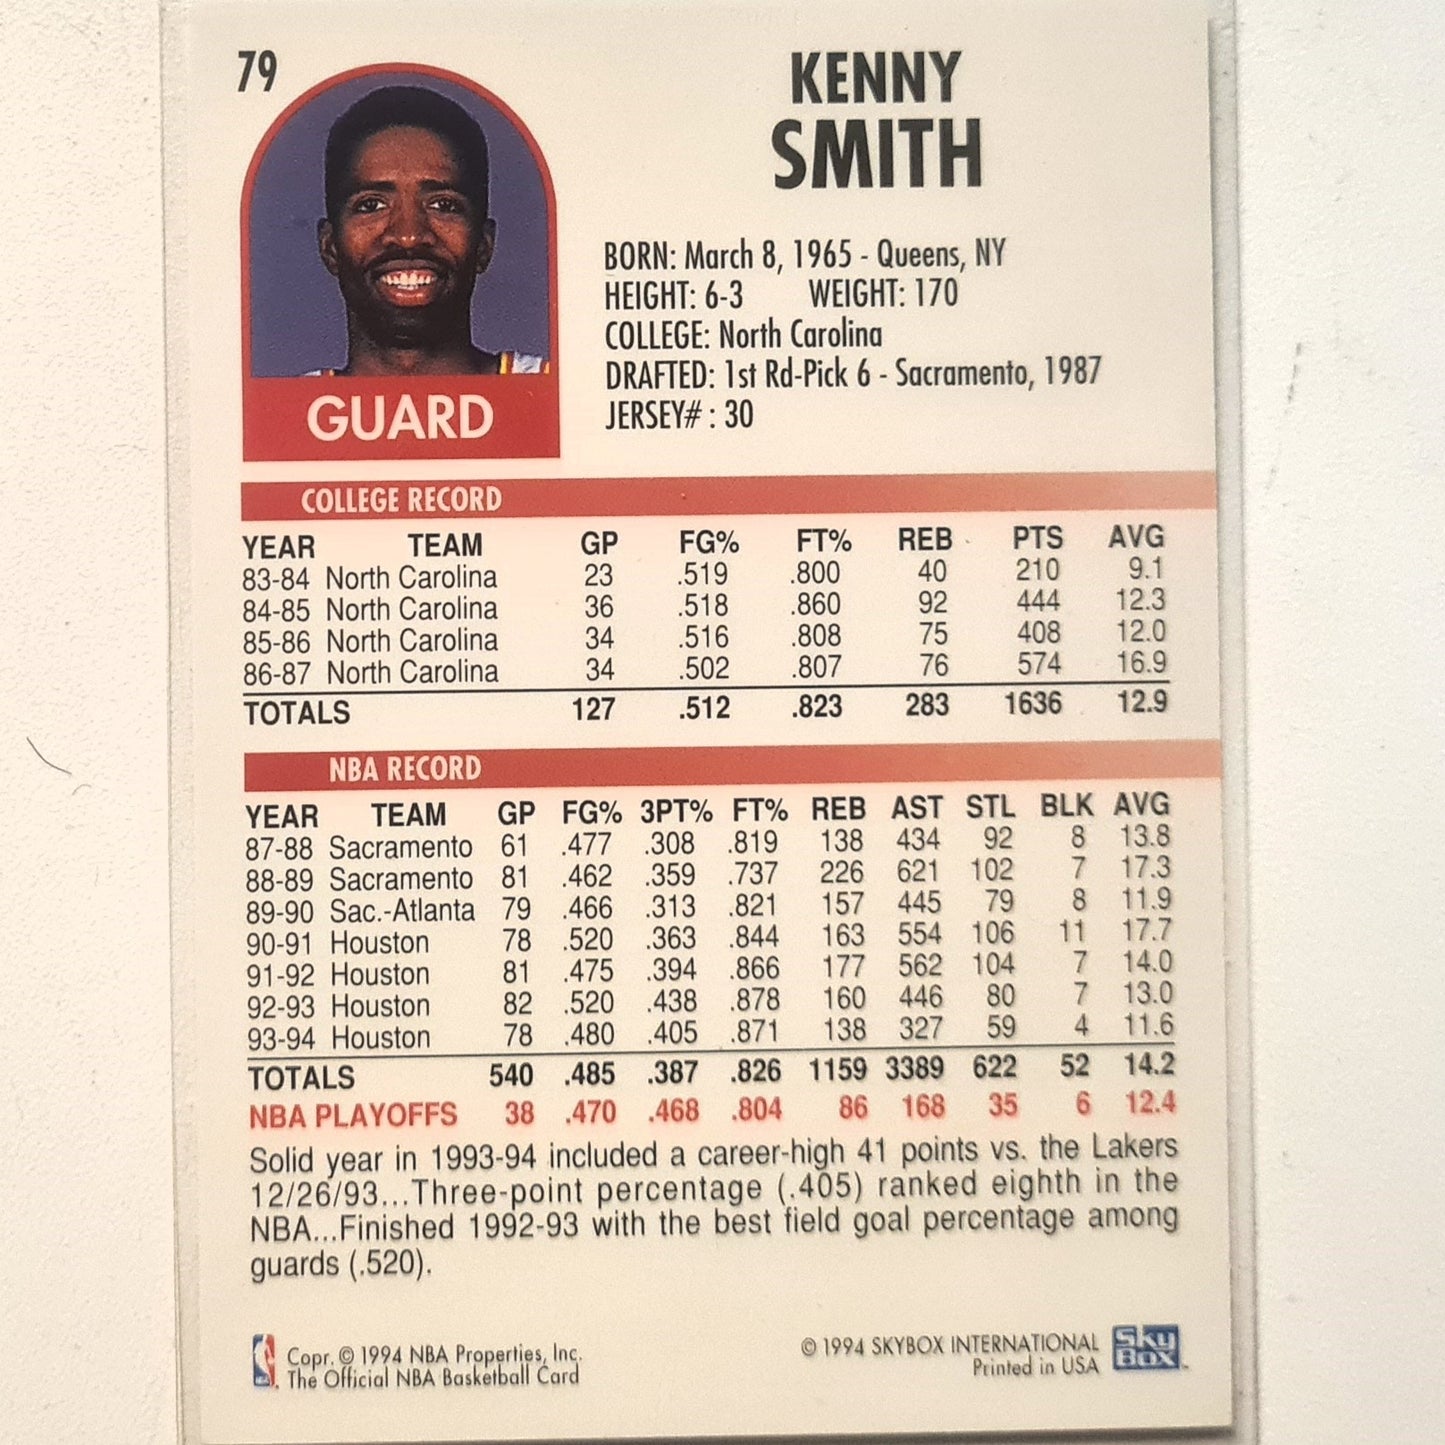 79
KENNY
SMITH
BORN: March 8, 1965 - Queens, NY
HEIGHT: 6-3 WEIGHT: 170
COLLEGE: North Carolina
DRAFTED: 1st Rd-Pick 6 - Sacramento, 1987
JERSEY# : 30
GUARD
COLLEGE RECORD
YEAR TEAM GP FG% FT% REB PTS AVG
83-84 North Carolina 23 .519 .800 40 210 9.1
84-85 North Carolina 36 .518 .860 92 444 12.3
85-86 North Carolina 34 .516 .808 75 408 12.0
86-87 North Carolina 34 .502 .807 76 574 16.9
TOTALS 127 .512 .823 283 1636 12.9
NBA RECORD
YEAR TEAM GP FG% 3PT% FT% REB AST STL BLK AVG
87-88 Sacramento 61 .477 .308 .819 138 434 92 8 13.8
88-89 Sacramento 81 .462 .359 .737 226 621 102 7 17.3
89-90 Sac.-Atlanta 79 .466 .313 .821 157 445 79 8 11.9
90-91 Houston 78 .520 .363 .844 163 554 106 11 17.7
91-92 Houston 81 .475 .394 .866 177 562 104 7 14.0
92-93 Houston 82 .520 .438 .878 160 446 80 7 13.0
93-94 Houston 78 .480 .405 .871 138 327 59 4 11.6
TOTALS 540 .485 .387 .826 1159 3389 622 52 14.2
NBA PLAYOFFS 38 .470 .468 .804 86 168 35 6 12.4
Solid year in 1993-94 included a career-high 41 points vs. the Lakers
12/26/93...Three-point percentage (.405) ranked eighth in the
NBA...Finished 1992-93 with the best field goal percentage among
guards (.520).
Copr. © 1994 NBA Properties, Inc.
The Official NBA Basketball Card
© 1994 SKYBOX INTERNATIONAL
Printed in USA
Sky
Box